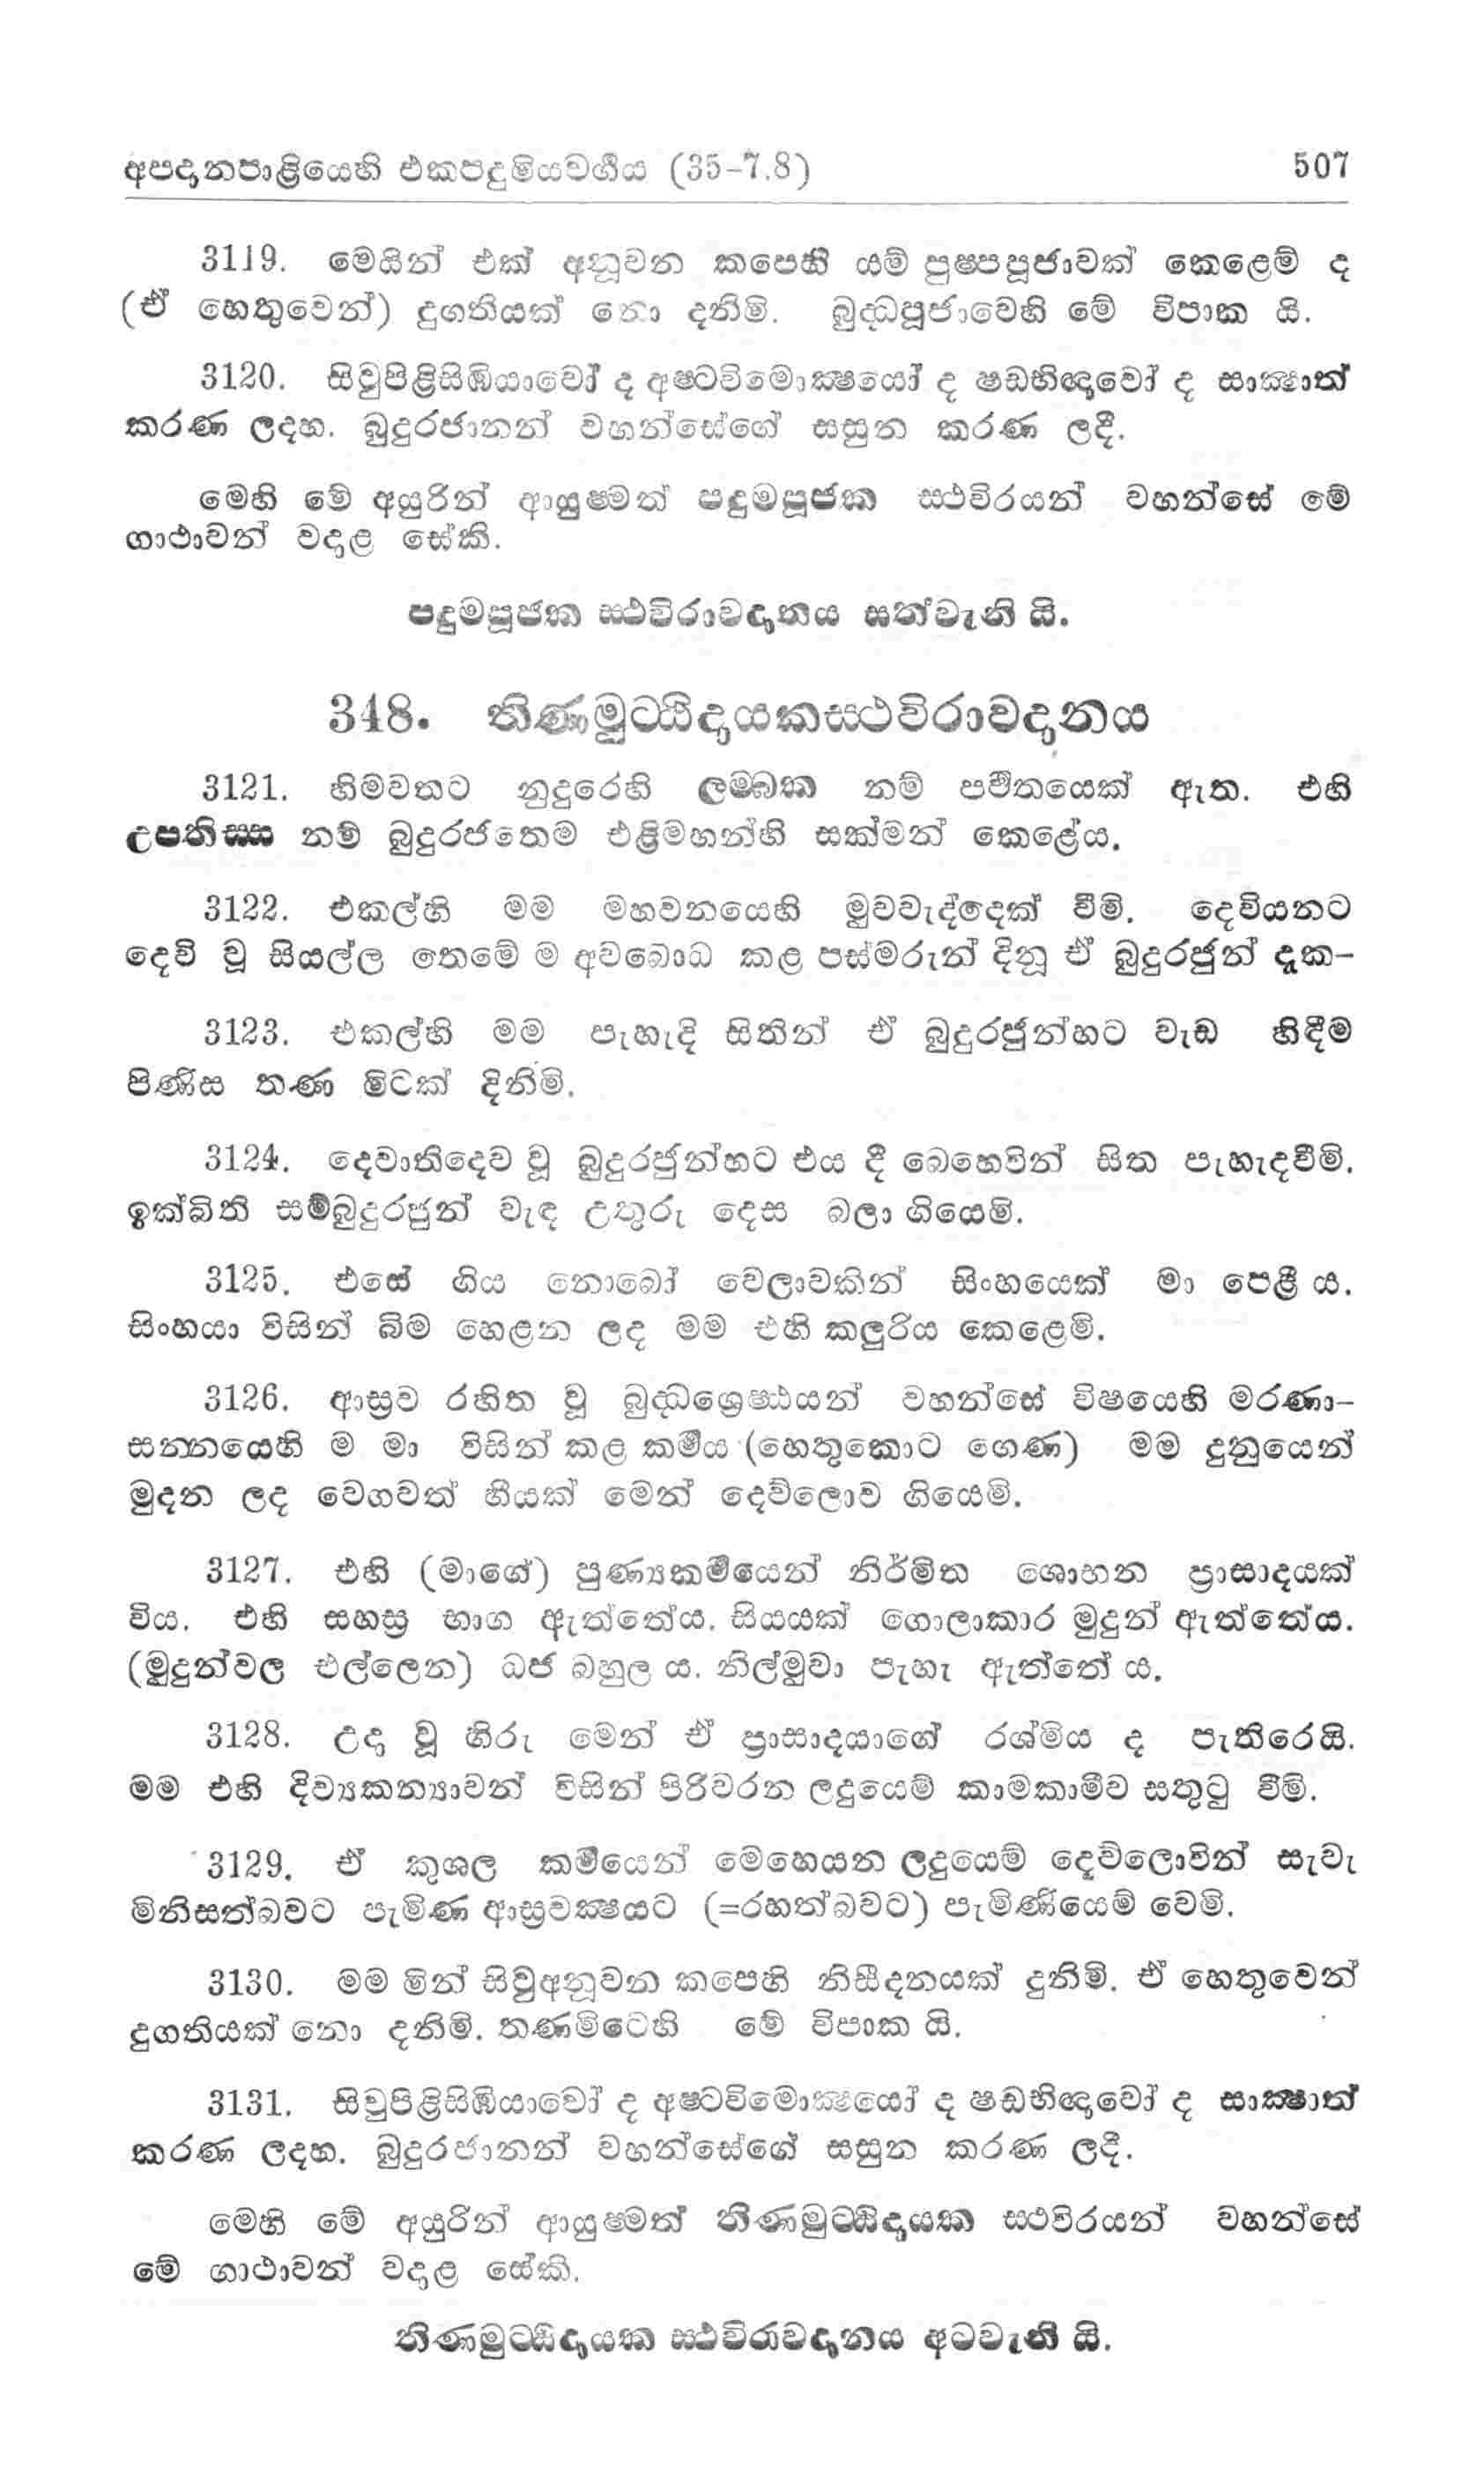 අපදානපාළියෙහි එකපදුමියවර්‍ගය (35-7.8) 507
3119. මෙයින් එක් අනූවන කපෙහි යම් පුෂ්පපූජාවක් කෙළෙම් ද
(ඒ හෙතුවෙන්) දුගතියක් නො දනිමි. බුද්ධපූජාවෙහි මේ විපාක යි.
3120. සිවුපිළිසිඹියාවෝ ද අෂ්ටවිමොක්‍ෂයෝ ද ෂඩභිඥාවෝ ද සාක්‍ෂාත්
කරණ ලදහ. බුදුරජානන් වහන්සේගේ සසුන කරණ ලදී.
මෙහි මේ අයුරින් ආයුෂ්මත් පදුමපූජක ස්ථවිරයන් වහන්සේ මේ
ගාථාවන් වදාළ සේකි.
පදුමපූජක ස්ථවිරාවදානය සත්වැනි යි.
348. තිණමුට්ඨිදායකස්ථවිරාවදානය
3121. හිමවතට නුදුරෙහි ලම්බක නම් පර්‍වතයෙක් ඇත. එහි
උපතිස්ස නම් බුදුරජතෙම එළිමහන්හි සක්මන් කෙළේය.
3122. එකල්හි මම මහවනයෙහි මුවවැද්දෙක් වීමි. දෙවියනට
දෙවි වූ සියල්ල තෙමේ ම අවබොධ කළ පස්මරුන් දිනූ ඒ බුදුරජුන් දැක-
3123. එකල්හි මම පැහැදි සිතින් ඒ බුදුරජුන්හට වැඩ හිඳීම
පිණිස තණ මිටක් දිනිමි.
3124. දෙවාතිදෙව වූ බුදුරජුන්හට එය දී බෙහෙවින් සිත පැහැදවීමි.
ඉක්බිති සම්බුදුරජුන් වැඳ උතුරු දෙස බලා ගියෙමි.
3125. එසේ ගිය නොබෝ වෙලාවකින් සිංහයෙක් මා පෙළී ය.
සිංහයා විසින් බිම හෙළන ලද මම එහි කලුරිය කෙළෙමි.
3126. ආස්‍රව රහිත වූ බුද්ධශ්‍රෙෂ්ඨයන් වහන්සේ විෂයෙහි මරණා-
සන්නයෙහි ම මා විසින් කළ කර්‍මය (හෙතුකොට ගෙණ) මම දුනුයෙන්
මුදන ලද වෙගවත් හීයක් මෙන් දෙව්ලොව ගියෙමි.
3127. එහි (මාගේ) පුණ්‍යකර්‍මයෙන් නිර්මිත ශොහන ප්‍රාසාදයක්
විය. එහි සහස්‍ර භාග ඇත්තේය. සියයක් ගොලාකාර මුදුන් ඇත්තේය.
(මුදුන්වල එල්ලෙන) ධජ බහුල ය. නිල්මුවා පැහැ ඇත්තේ ය.
3128. උදා වූ හිරු මෙන් ඒ ප්‍රාසාදයාගේ රශ්මිය ද පැතිරෙයි.
මම එහි දිව්‍යකන්‍යාවන් විසින් පිරිවරන ලදුයෙම් කාමකාමීව සතුටු වීමි.
3129. ඒ කුශල කර්‍මයෙන් මෙහෙයන ලදුයෙම් දෙව්ලොවින් සැවැ
මිනිසත්බවට පැමිණ ආස්‍රවක්‍ෂයට (=රහත්බවට) පැමිණියෙම් වෙමි.
3130. මම මින් සිවුඅනූවන කපෙහි නිසීදනයක් දුනිමි. ඒ හෙතුවෙන්
දුගතියක් නො දනිමි. තණමිටෙහි මේ විපාක යි.
3131. සිවුපිළිසිඹියාවෝ ද අෂ්ටවිමොක්‍ෂයෝ ද ෂඩභිඥාවෝ ද සාක්‍ෂාත්
කරණ ලදහ. බුදුරජානන් වහන්සේගේ සසුන කරණ ලදී.
මෙහි මේ අයුරින් ආයුෂ්මත් තිණමුට්ඨිදායක ස්ථවිරයන් වහන්සේ
මේ ගාථාවන් වදාළ සේකි.
තිණමුට්ඨිදායක ස්ථවිරාවදානය අටවැනි යි.